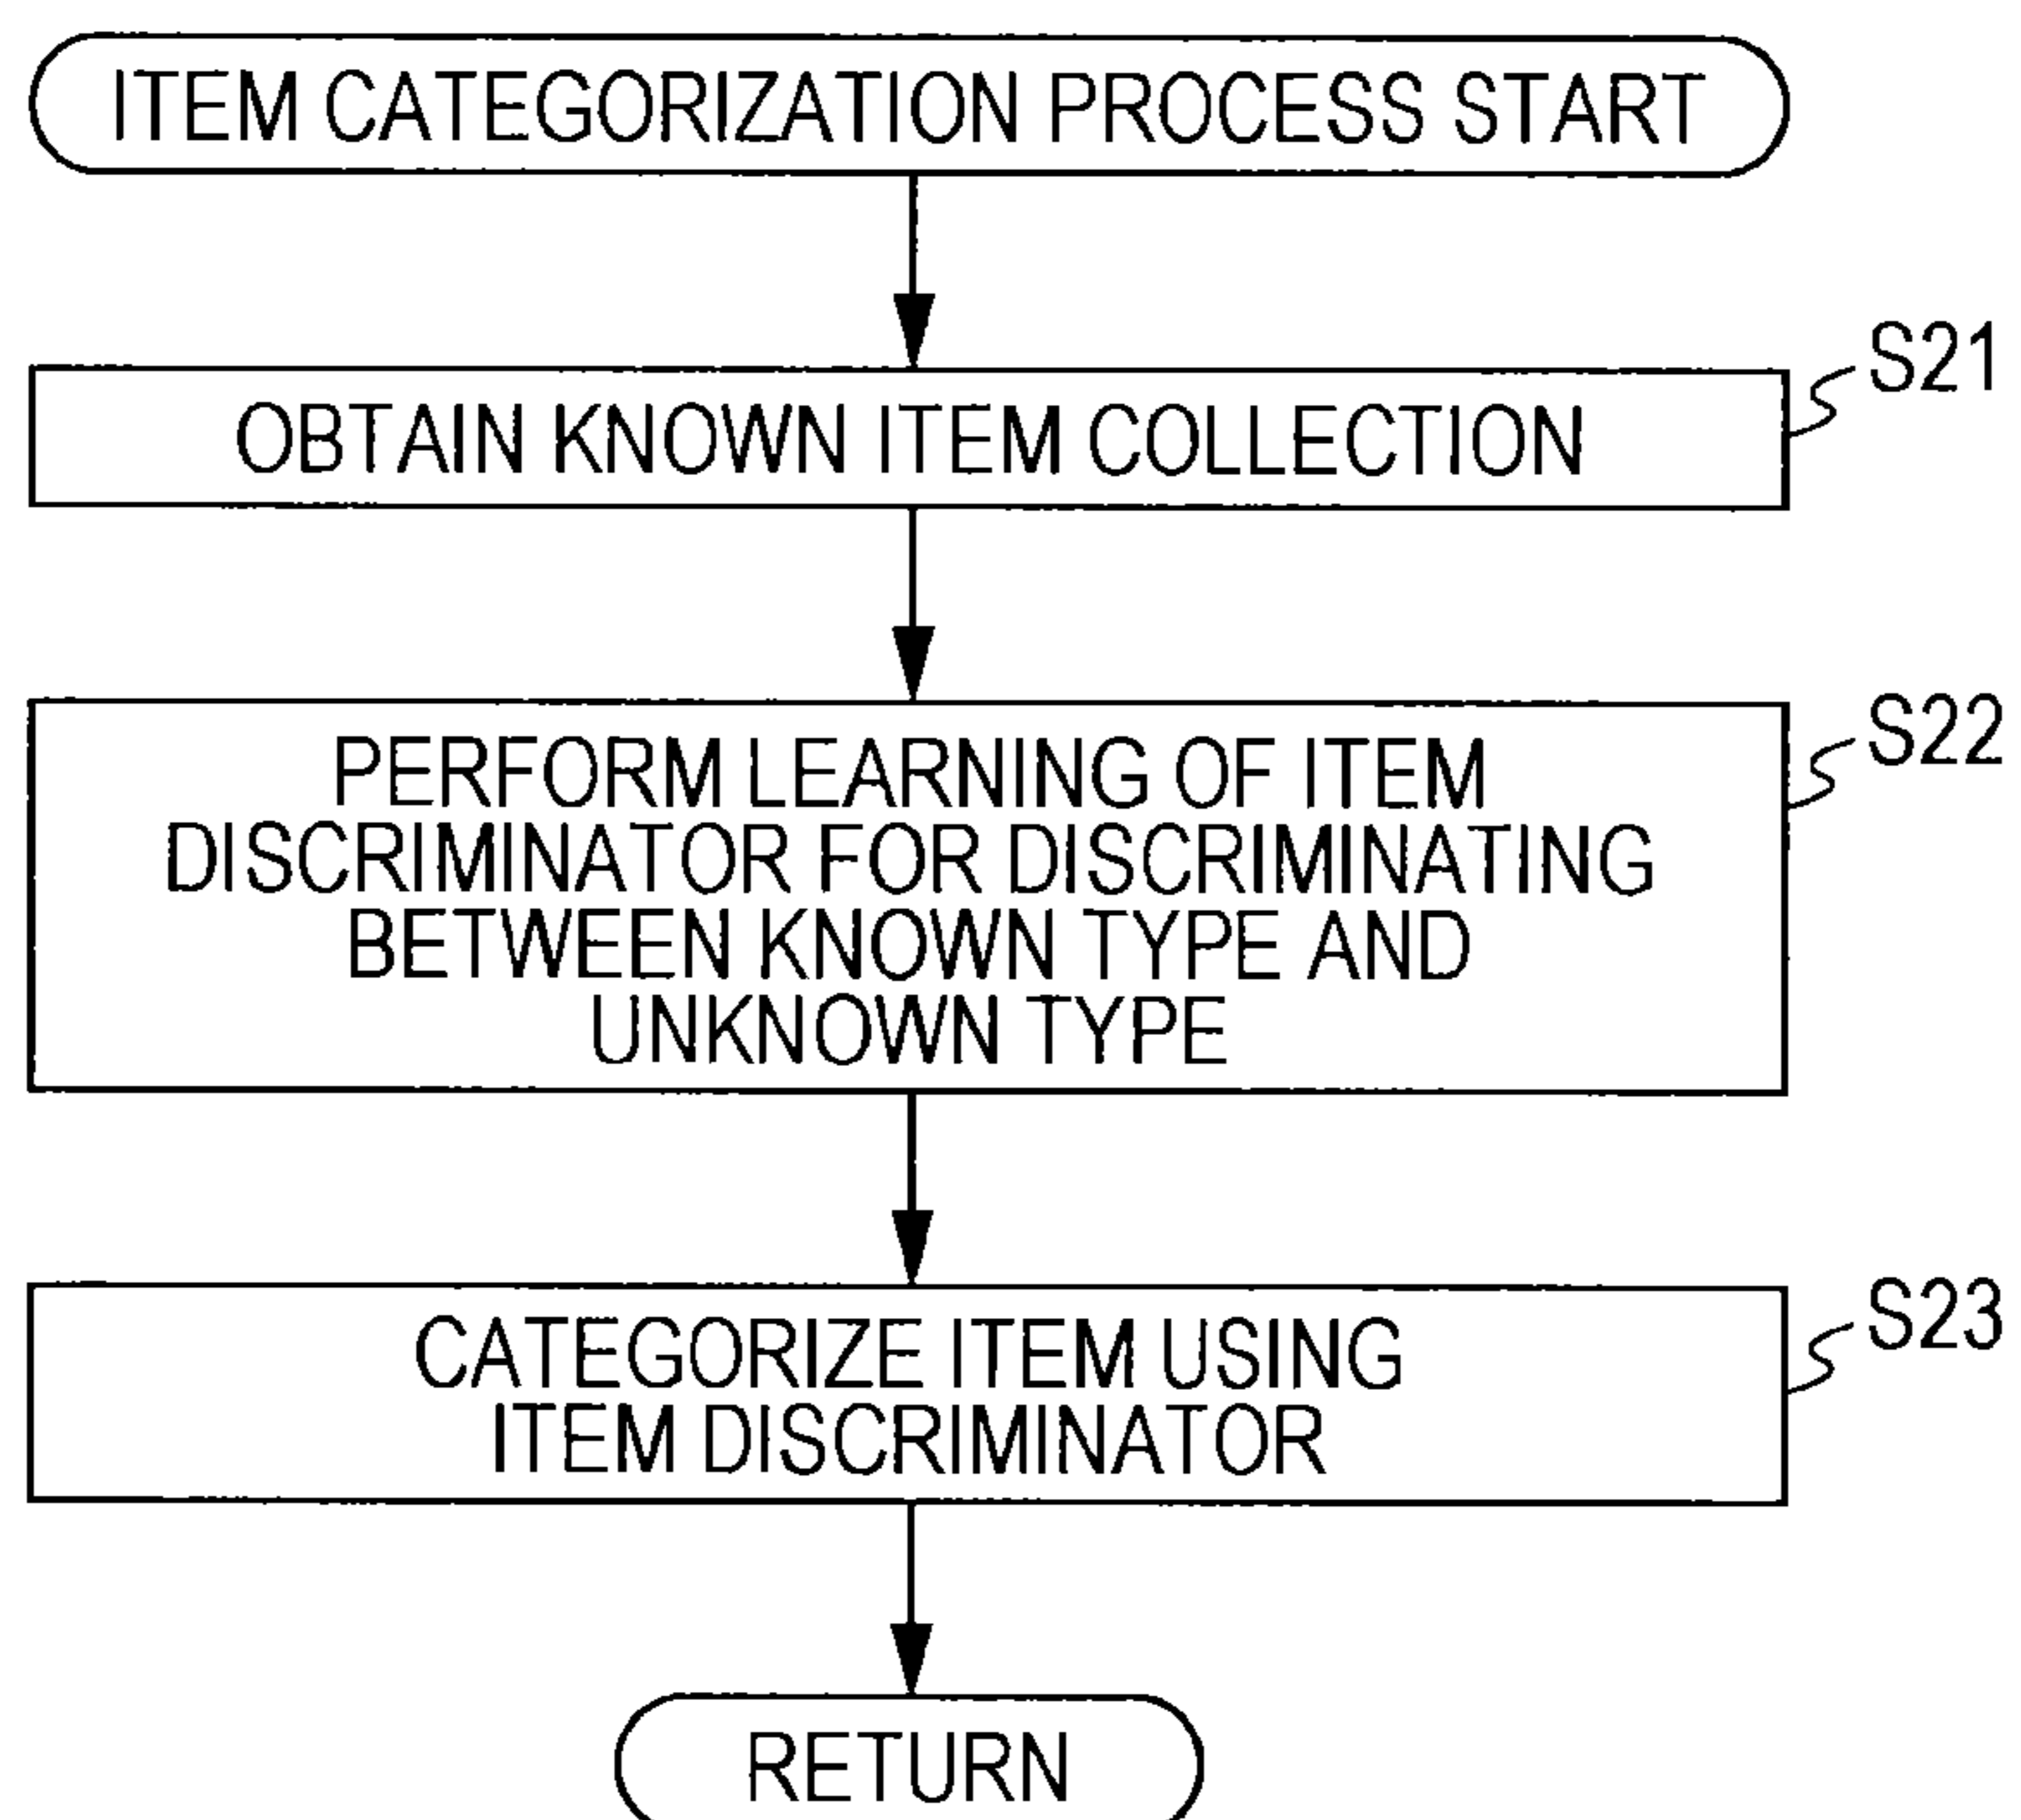 ITEM CATEGORIZATION PROCESS START
S21
OBTAIN KNOWN ITEM COLLECTION
S22
PERFORM LEARNING OF ITEM
DISCRIMINATOR FOR DISCRIMINATING
BETWEEN KNOWN TYPE AND
UNKNOWN TYPE
S23
CATEGORIZE ITEM USING
ITEM DISCRIMINATOR
RETURN